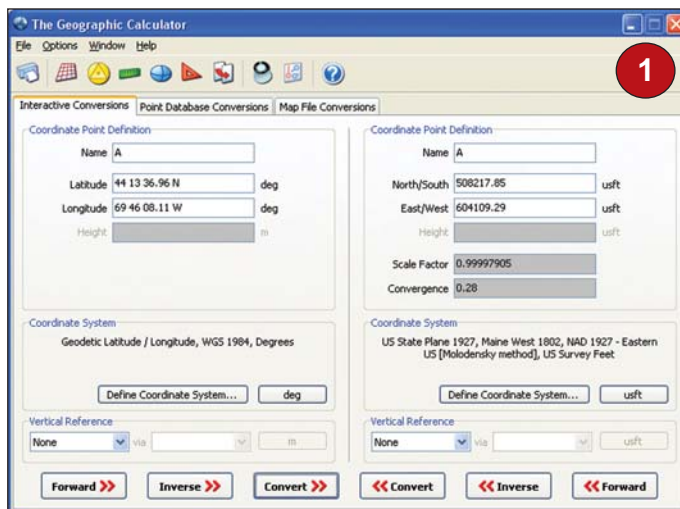 The Geographic Calculator
File Options Window Help
1
Interactive Conversions Point Database Conversions Map File Conversions
Coordinate Point Definition
Name A
Latitude 44 13 36.96 N deg
Longitude 69 46 08.11 W deg
Height m
Coordinate System
Geodetic Latitude / Longitude, WGS 1984, Degrees
Define Coordinate System... deg
Vertical Reference
None via m
Forward >> Inverse >> Convert >>
Coordinate Point Definition
Name A
North/South 508217.85 usft
East/West 604109.29 usft
Height usft
Scale Factor 0.99997905
Convergence 0.28
Coordinate System
US State Plane 1927, Maine West 1802, NAD 1927 - Eastern
US [Molodensky method], US Survey Feet
Define Coordinate System... usft
Vertical Reference
None via usft
<< Convert << Inverse << Forward